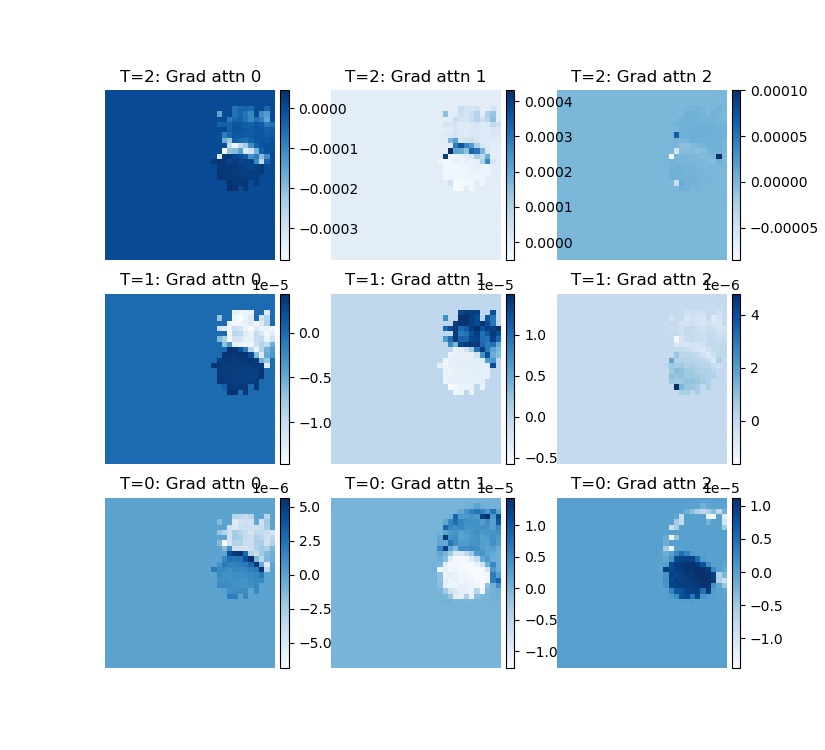 T=2: Grad attn 0
0.0000
−0.0001
−0.0002
−0.0003
T=2: Grad attn 1
0.0004
0.0003
0.0002
0.0001
0.0000
T=2: Grad attn 2
0.00010
0.00005
0.00000
−0.00005
T=1: Grad attn 0
1e−5
0.0
−0.5
−1.0
T=1: Grad attn 1
1e−5
1.0
0.5
0.0
−0.5
T=1: Grad attn 2
1e−6
4
2
0
T=0: Grad attn 0
1e−6
5.0
2.5
0.0
−2.5
−5.0
T=0: Grad attn 1
1e−5
1.0
0.5
0.0
−0.5
−1.0
T=0: Grad attn 2
1e−5
1.0
0.5
0.0
−0.5
−1.0